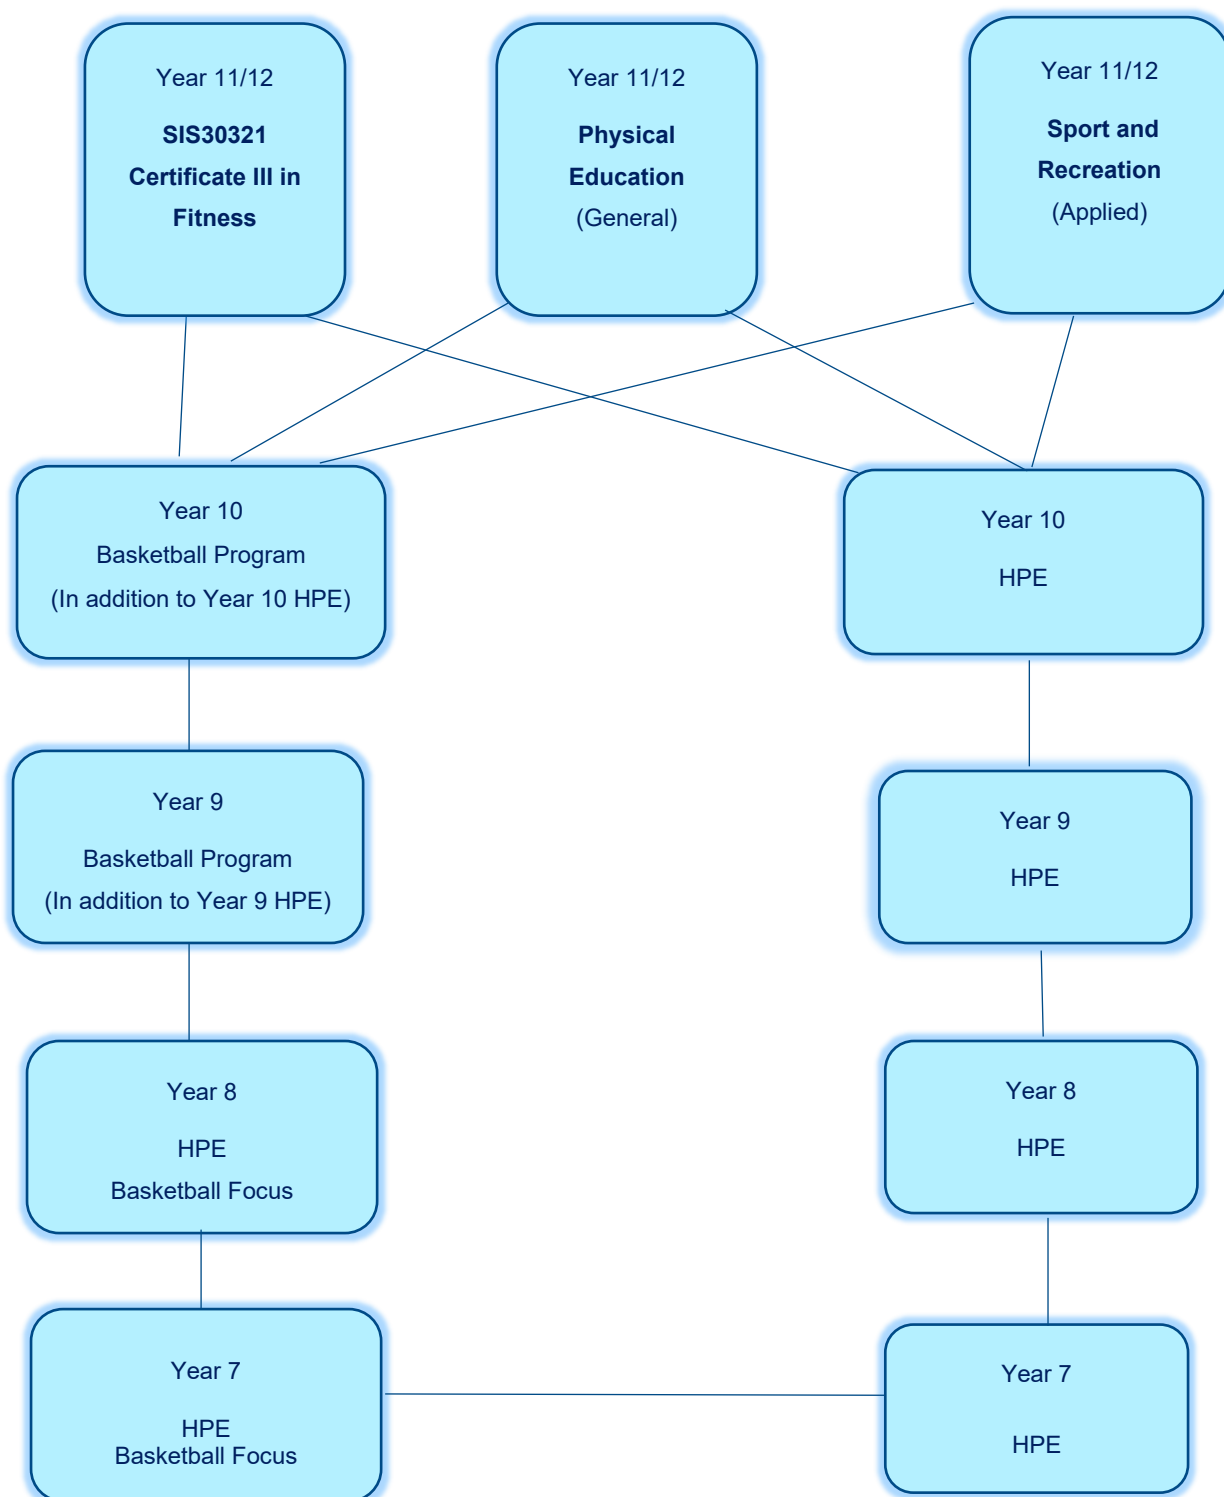 Year 11/12
SIS30321
Certificate III in
Fitness
Year 11/12
Physical
Education
(General)
Year 11/12
Sport and
Recreation
(Applied)
Year 10
Basketball Program
(In addition to Year 10 HPE)
Year 10
HPE
Year 9
Basketball Program
(In addition to Year 9 HPE)
Year 9
HPE
Year 8
HPE
Basketball Focus
Year 8
HPE
Year 7
HPE
Basketball Focus
Year 7
HPE